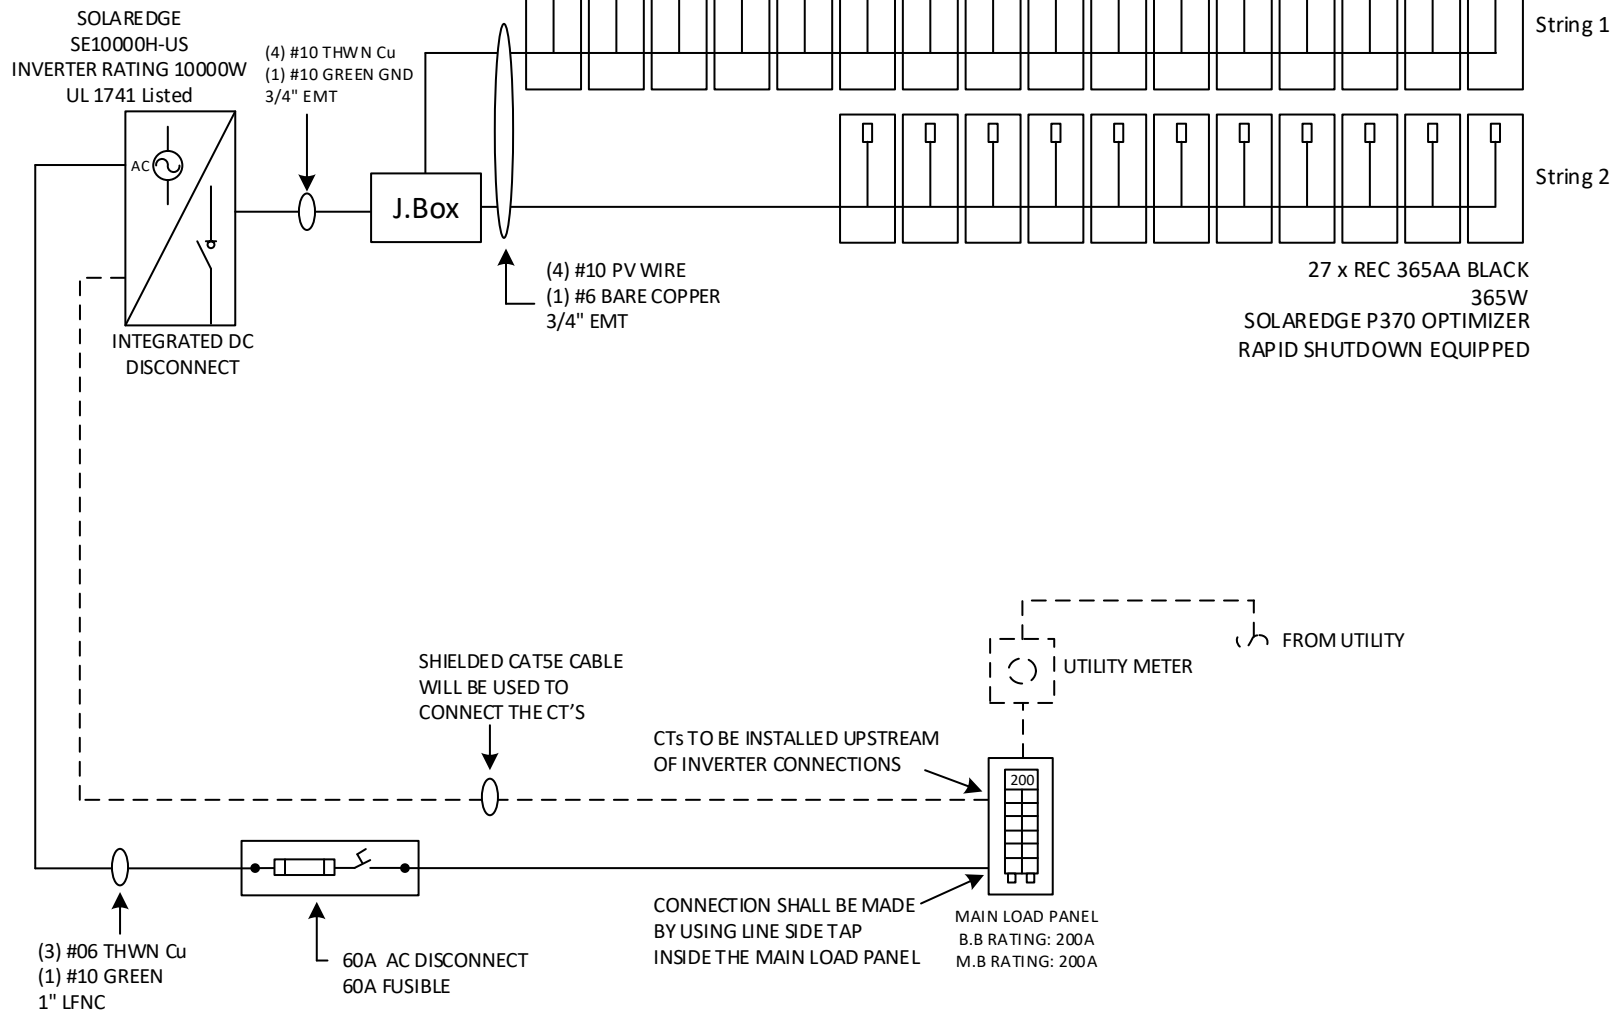 SOLAREDGE
SE10000H-US
INVERTER RATING 10000W
UL 1741 Listed
(4) #10 THWN Cu
(1) #10 GREEN GND
3/4" EMT
String 1
AC
J.Box
String 2
(4) #10 PV WIRE
(1) #6 BARE COPPER
3/4" EMT
27 x REC 365AA BLACK
365W
SOLAREDGE P370 OPTIMIZER
RAPID SHUTDOWN EQUIPPED
INTEGRATED DC
DISCONNECT
FROM UTILITY
UTILITY METER
SHIELDED CAT5E CABLE
WILL BE USED TO
CONNECT THE CT'S
CTs TO BE INSTALLED UPSTREAM
OF INVERTER CONNECTIONS
200
CONNECTION SHALL BE MADE
BY USING LINE SIDE TAP
INSIDE THE MAIN LOAD PANEL
MAIN LOAD PANEL
B.B RATING: 200A
M.B RATING: 200A
(3) #06 THWN Cu
(1) #10 GREEN
1" LFNC
60A AC DISCONNECT
60A FUSIBLE